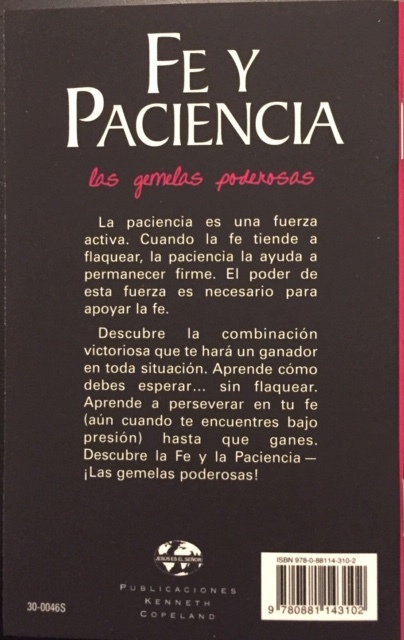 FE Y
PACIENCIA
las gemelas poderosas
La paciencia es una fuerza
activa. Cuando la fe tiende a
flaquear, la paciencia la ayuda a
permanecer firme. El poder de
esta fuerza es necesario para
apoyar la fe.
Descubre la combinación
victoriosa que te hará un ganador
en toda situación. Aprende cómo
debes esperar... sin flaquear.
Aprende a perseverar en tu fe
(aún cuando te encuentres bajo
presión) hasta que ganes.
Descubre la Fe y la Paciencia—
¡Las gemelas poderosas!
JESÚS ES EL SEÑOR
PUBLICACIONES
KENNETH
COPELAND
30-0046S
ISBN 978-0-88114-310-2
9 780881 143102